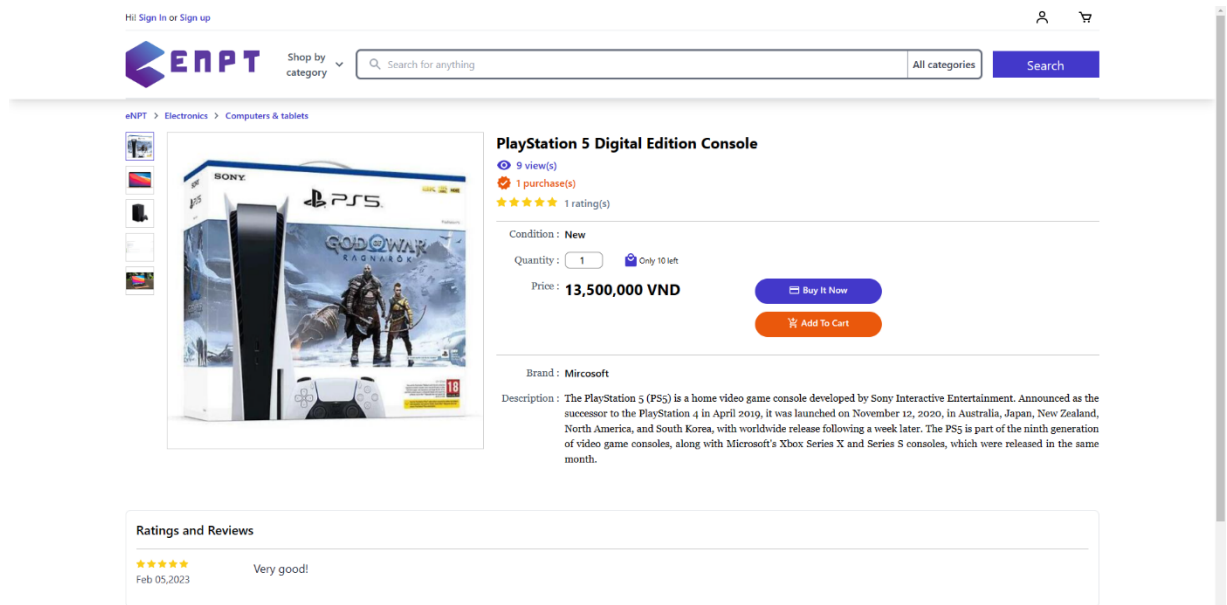 Hi! Sign In or Sign up
ENPT
Shop by
category
Search for anything
All categories
Search
eNPT > Electronics > Computers & tablets
PlayStation 5 Digital Edition Console
9 view(s)
1 purchase(s)
1 rating(s)
Condition : New
Quantity : 1 Only 10 left
Price : 13,500,000 VND
Buy It Now
Add To Cart
SONY
SONY
PS5
PS5
GOD OF WAR
RAGNARÖK
18
Brand : Mircosoft
Description : The PlayStation 5 (PS5) is a home video game console developed by Sony Interactive Entertainment. Announced as the
successor to the PlayStation 4 in April 2019, it was launched on November 12, 2020, in Australia, Japan, New Zealand,
North America, and South Korea, with worldwide release following a week later. The PS5 is part of the ninth generation
of video game consoles, along with Microsoft's Xbox Series X and Series S consoles, which were released in the same
month.
Ratings and Reviews
Feb 05,2023
Very good!